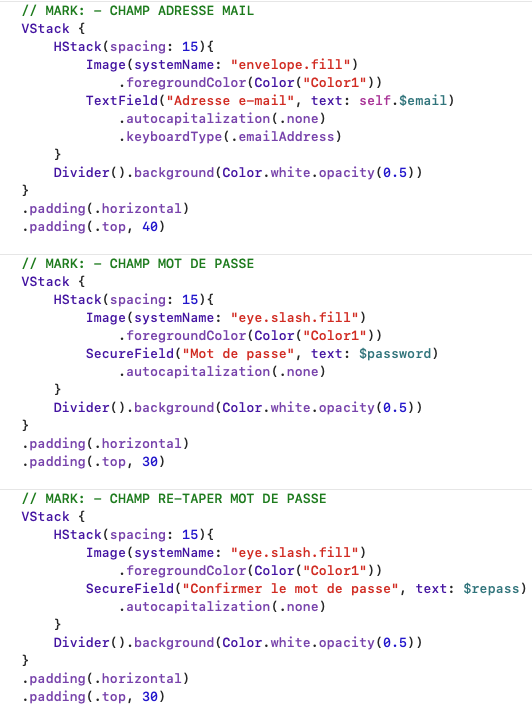 // MARK: - CHAMP ADRESSE MAIL
VStack {
    HStack(spacing: 15){
        Image(systemName: "envelope.fill")
            .foregroundColor(Color("Color1"))
        TextField("Adresse e-mail", text: self.$email)
            .autocapitalization(.none)
            .keyboardType(.emailAddress)
    }
    Divider().background(Color.white.opacity(0.5))
}
.padding(.horizontal)
.padding(.top, 40)
// MARK: - CHAMP MOT DE PASSE
VStack {
    HStack(spacing: 15){
        Image(systemName: "eye.slash.fill")
            .foregroundColor(Color("Color1"))
        SecureField("Mot de passe", text: $password)
            .autocapitalization(.none)
    }
    Divider().background(Color.white.opacity(0.5))
}
.padding(.horizontal)
.padding(.top, 30)
// MARK: - CHAMP RE-TAPER MOT DE PASSE
VStack {
    HStack(spacing: 15){
        Image(systemName: "eye.slash.fill")
            .foregroundColor(Color("Color1"))
        SecureField("Confirmer le mot de passe", text: $repass)
            .autocapitalization(.none)
    }
    Divider().background(Color.white.opacity(0.5))
}
.padding(.horizontal)
.padding(.top, 30)